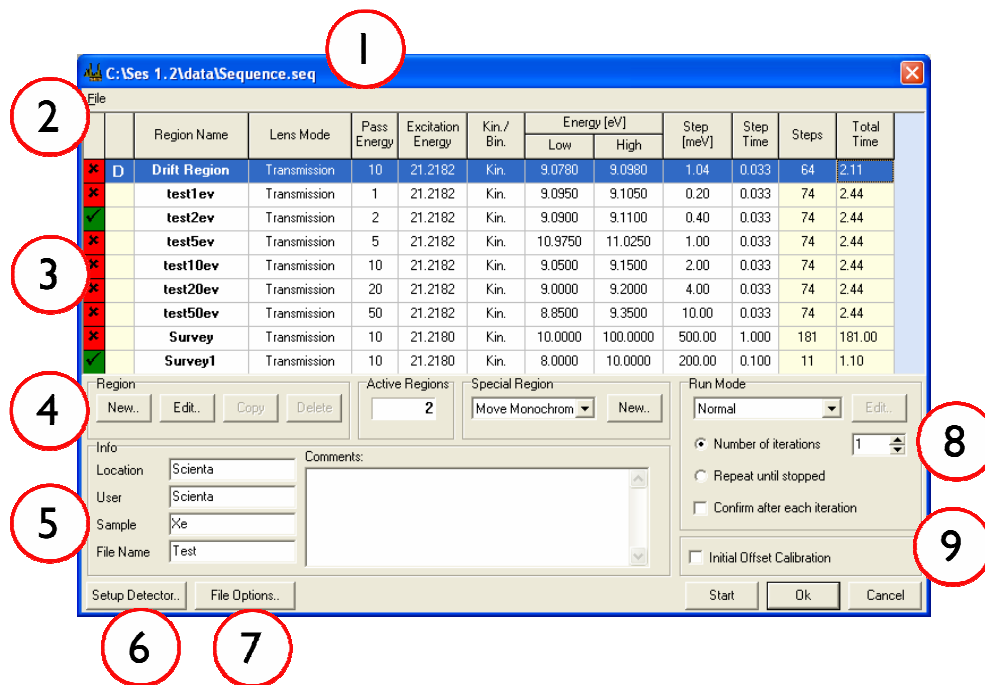 1
C:\Ses 1.2\data\Sequence.seq
2
File
Region Name Lens Mode Pass Energy Excitation Energy Kin./ Bin. Energy [eV] Low High Step [meV] Step Time Steps Total Time
D Drift Region Transmission 10 21.2182 Kin. 9.0780 9.0980 1.04 0.033 64 2.11
test1ev Transmission 1 21.2182 Kin. 9.0950 9.1050 0.20 0.033 74 2.44
test2ev Transmission 2 21.2182 Kin. 9.0900 9.1100 0.40 0.033 74 2.44
test5ev Transmission 5 21.2182 Kin. 10.9750 11.0250 1.00 0.033 74 2.44
3
test10ev Transmission 10 21.2182 Kin. 9.0500 9.1500 2.00 0.033 74 2.44
test20ev Transmission 20 21.2182 Kin. 9.0000 9.2000 4.00 0.033 74 2.44
test50ev Transmission 50 21.2182 Kin. 8.8500 9.3500 10.00 0.033 74 2.44
Survey Transmission 10 21.2180 Kin. 10.0000 100.0000 500.00 1.000 181 181.00
Survey1 Transmission 10 21.2180 Kin. 8.0000 10.0000 200.00 0.100 11 1.10
4
Region
New.. Edit.. Copy Delete
Active Regions
2
Special Region
Move Monochrom New..
Run Mode
Normal Edit..
Number of iterations 1
8
Repeat until stopped
Confirm after each iteration
5
Info
Location Scienta
User Scienta
Sample Xe
File Name Test
Comments:
9
Initial Offset Calibration
Setup Detector.. File Options.. Start Ok Cancel
6 7